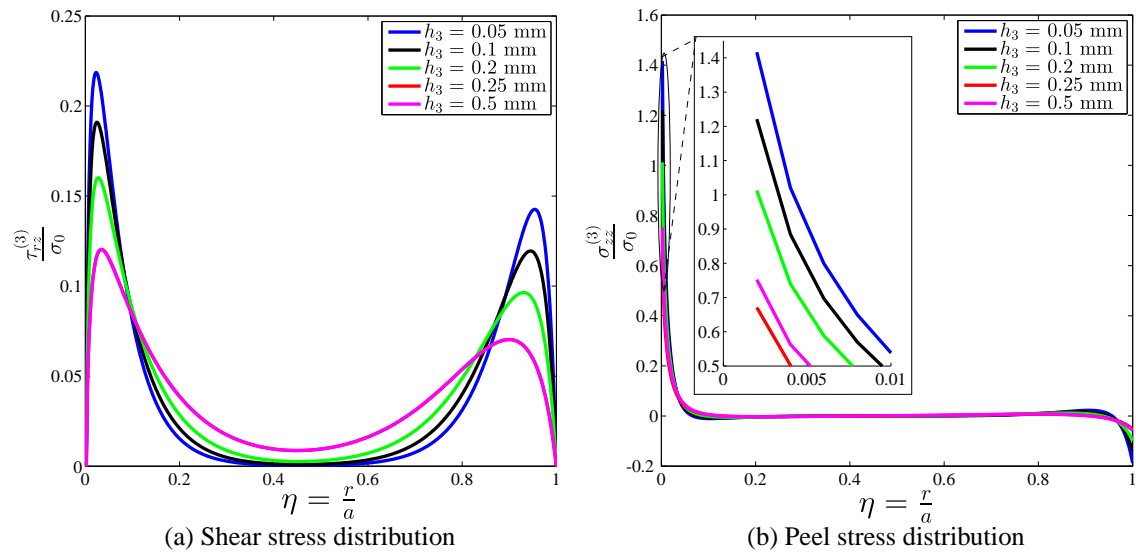 0.25
0.2
0.15
0.1
0.05
0
0 0.2 0.4 0.6 0.8 1
τ_{rz}^{(3)}/σ_0
η = r/a
h_3 = 0.05 mm
h_3 = 0.1 mm
h_3 = 0.2 mm
h_3 = 0.25 mm
h_3 = 0.5 mm
(a) Shear stress distribution
1.6
1.4
1.2
1
0.8
0.6
0.4
0.2
0
-0.2
0 0.2 0.4 0.6 0.8 1
σ_{zz}^{(3)}/σ_0
η = r/a
1.4
1.3
1.2
1.1
1
0.9
0.8
0.7
0.6
0.5
0 0.005 0.01
h_3 = 0.05 mm
h_3 = 0.1 mm
h_3 = 0.2 mm
h_3 = 0.25 mm
h_3 = 0.5 mm
(b) Peel stress distribution